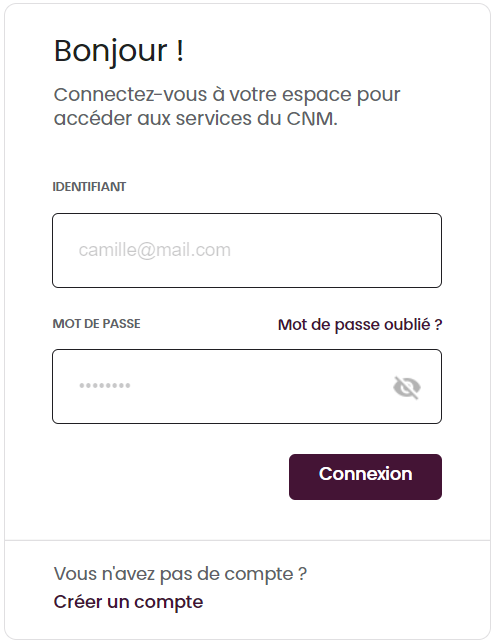 Bonjour !
Connectez-vous à votre espace pour
accéder aux services du CNM.
IDENTIFIANT
camille@mail.com
MOT DE PASSE
Mot de passe oublié ?
••••••••
Connexion
Vous n'avez pas de compte ?
Créer un compte